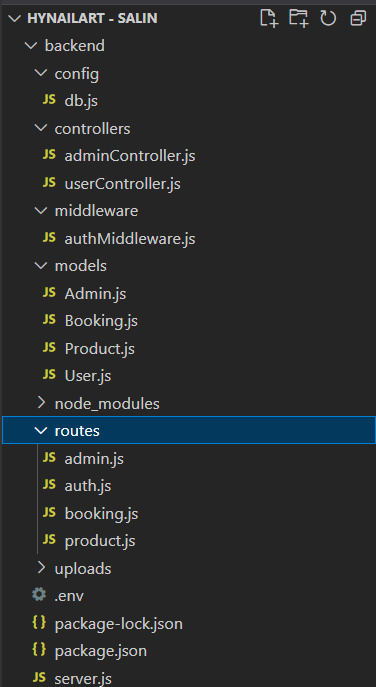 HYNAILART - SALIN
backend
config
JS db.js
controllers
JS adminController.js
JS userController.js
middleware
JS authMiddleware.js
models
JS Admin.js
JS Booking.js
JS Product.js
JS User.js
node_modules
routes
JS admin.js
JS auth.js
JS booking.js
JS product.js
uploads
.env
{} package-lock.json
{} package.json
JS server.js